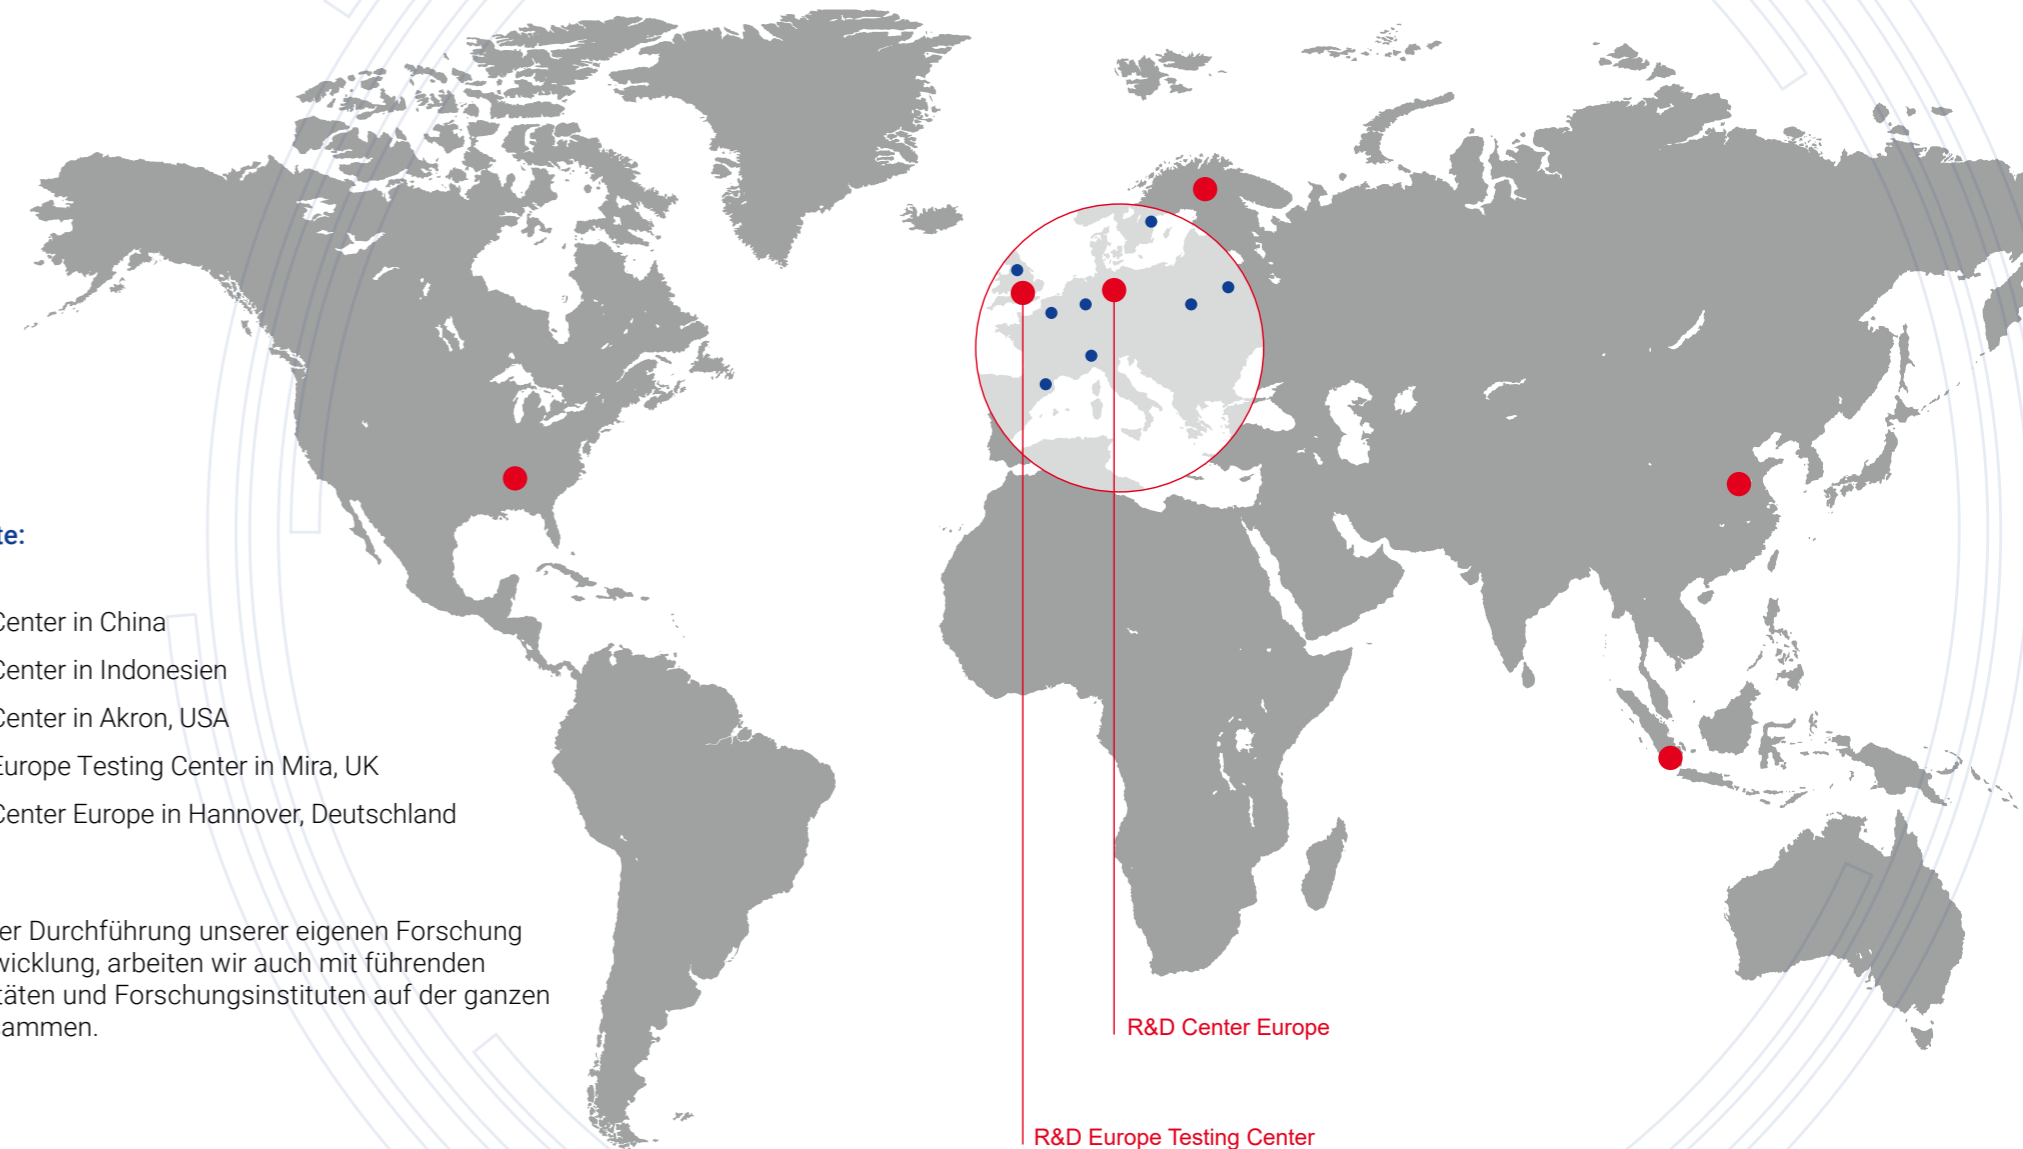 te:
Center in China
Center in Indonesien
Center in Akron, USA
Europe Testing Center in Mira, UK
Center Europe in Hannover, Deutschland
er Durchführung unserer eigenen Forschung
wicklung, arbeiten wir auch mit führenden
täten und Forschungsinstituten auf der ganzen
ammen.
R&D Center Europe
R&D Europe Testing Center